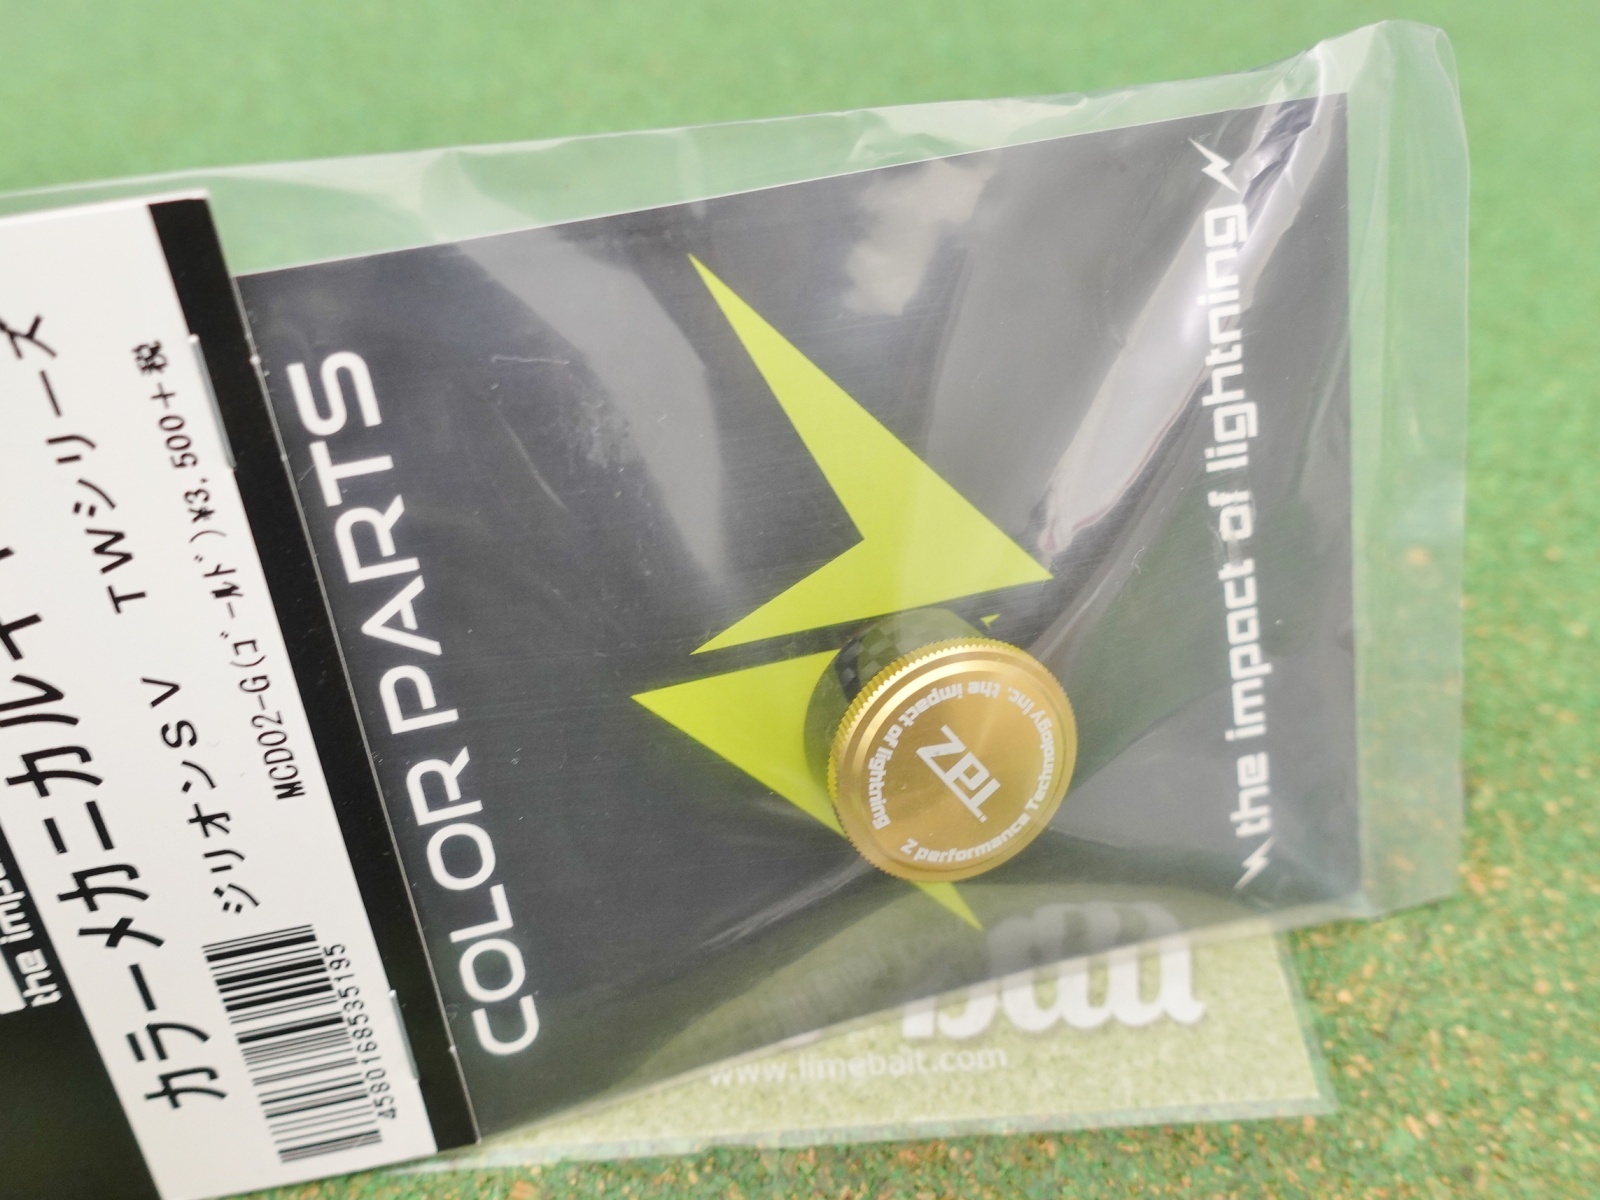 カラーメカニカル
ジリオンSV TWシリーズ
MCD02-G(ゴールド)¥3,500+税
4580168535195
COLOR PARTS
TdZ
the impact of lightning
Z performance Technology Inc.
the impact of lightning
www.limebait.com